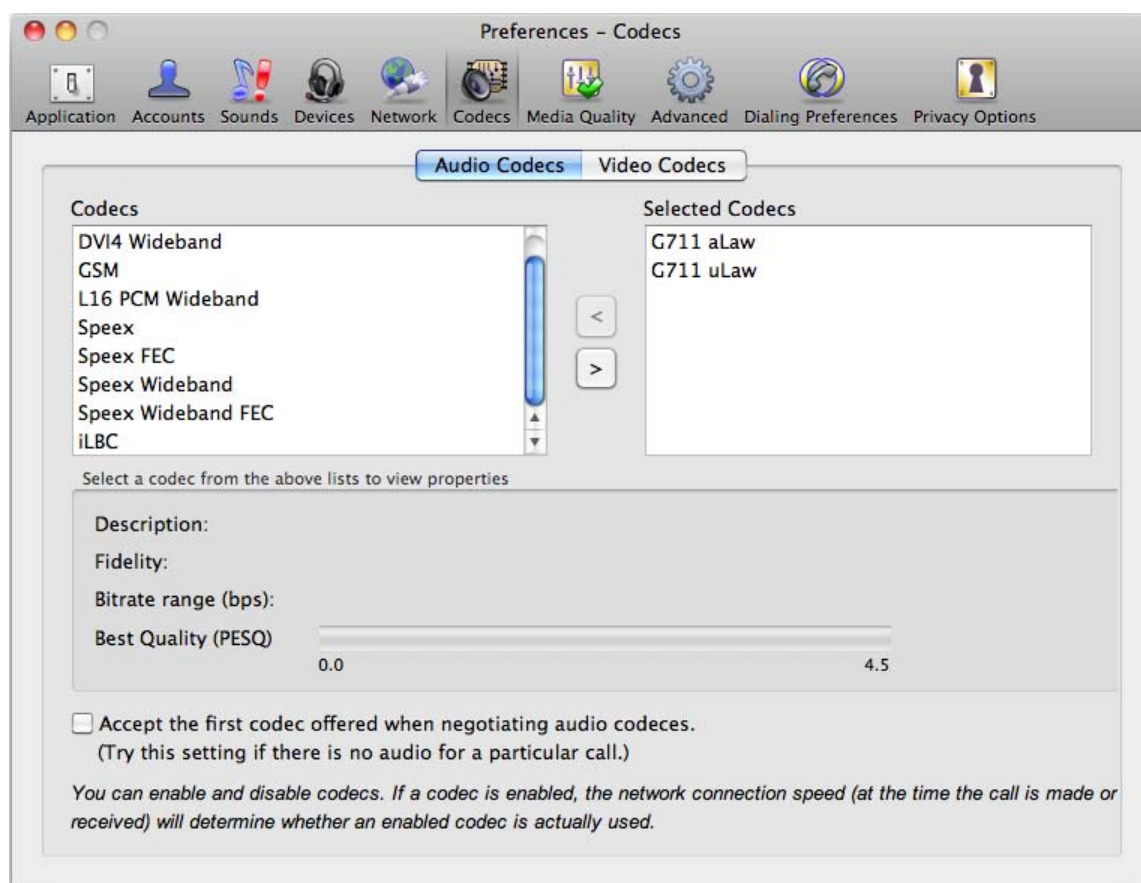 Preferences – Codecs
Application Accounts Sounds Devices Network Codecs Media Quality Advanced Dialing Preferences Privacy Options
Audio Codecs Video Codecs
Codecs
DVI4 Wideband
GSM
L16 PCM Wideband
Speex
Speex FEC
Speex Wideband
Speex Wideband FEC
iLBC
<
>
Selected Codecs
G711 aLaw
G711 uLaw
Select a codec from the above lists to view properties
Description:
Fidelity:
Bitrate range (bps):
Best Quality (PESQ)
0.0 4.5
Accept the first codec offered when negotiating audio codeces.
(Try this setting if there is no audio for a particular call.)
You can enable and disable codecs. If a codec is enabled, the network connection speed (at the time the call is made or
received) will determine whether an enabled codec is actually used.